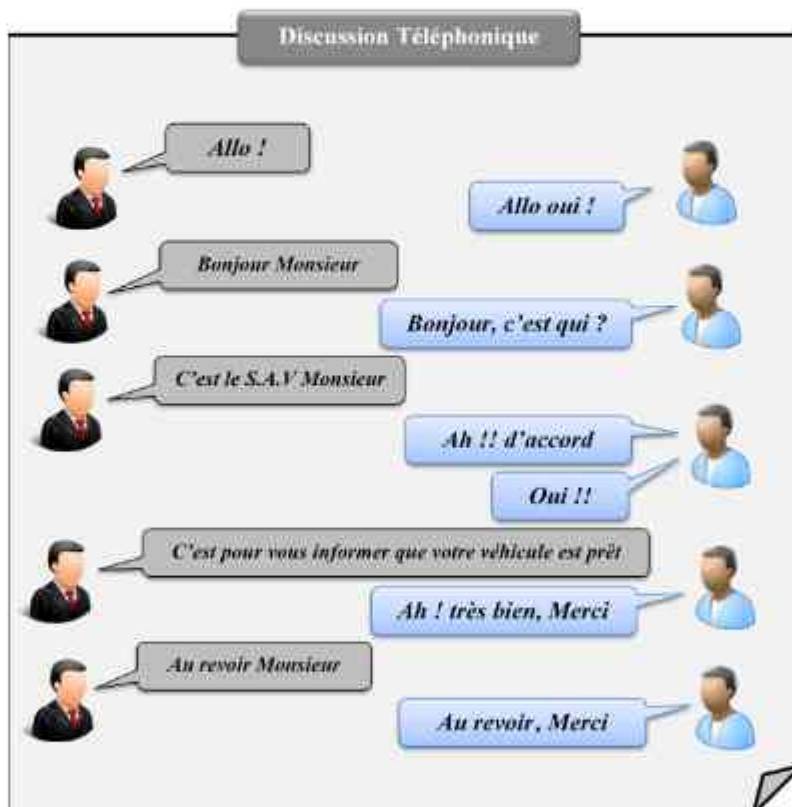 Discussion Téléphonique
Allo !
Allo oui !
Bonjour Monsieur
Bonjour, c'est qui ?
C'est le S.A.V Monsieur
Ah !! d'accord
Oui !!
C'est pour vous informer que votre véhicule est prêt
Ah ! très bien, Merci
Au revoir Monsieur
Au revoir, Merci